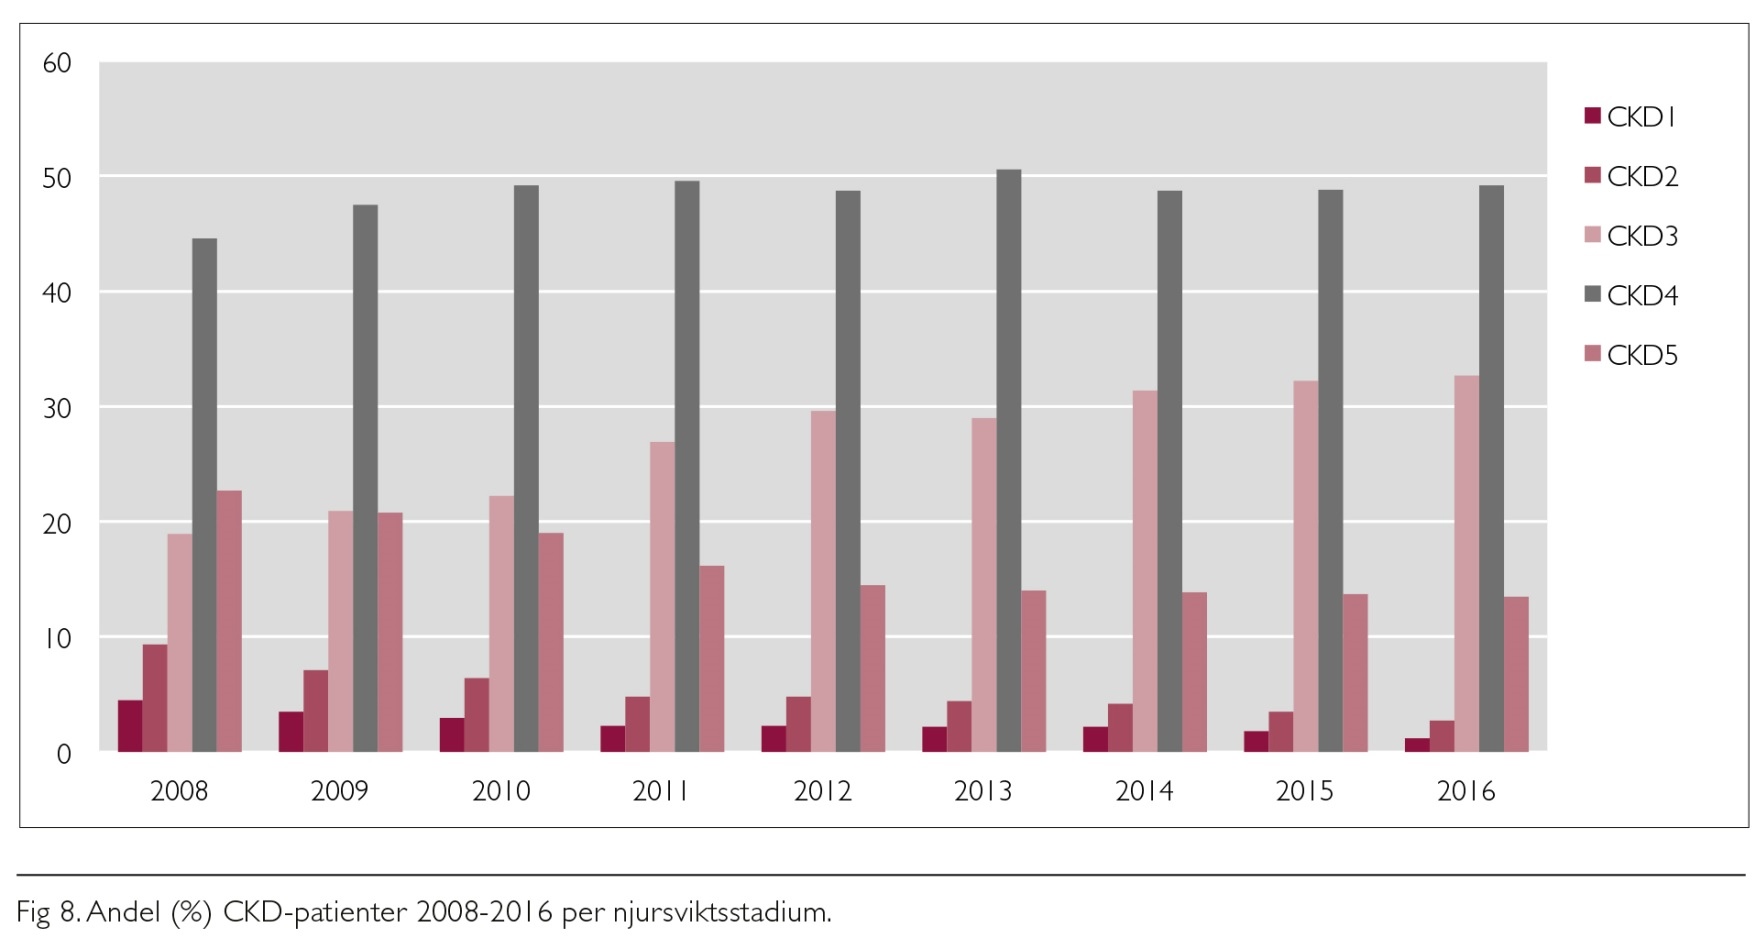 60
50
40
30
20
10
0
2008 2009 2010 2011 2012 2013 2014 2015 2016
CKD1
CKD2
CKD3
CKD4
CKD5
Fig 8. Andel (%) CKD-patienter 2008-2016 per njursviktsstadium.